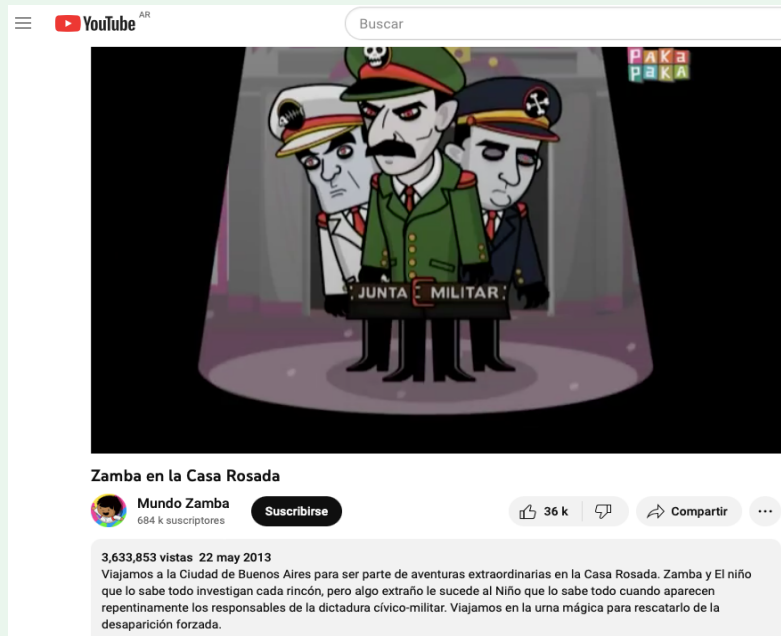 YouTube AR
Buscar
PAKA
PAKA
JUNTA MILITAR
Zamba en la Casa Rosada
Mundo Zamba
684 k suscriptores
Suscribirse
36 k
Compartir
3,633,853 vistas 22 may 2013
Viajamos a la Ciudad de Buenos Aires para ser parte de aventuras extraordinarias en la Casa Rosada. Zamba y El niño
que lo sabe todo investigan cada rincón, pero algo extraño le sucede al Niño que lo sabe todo cuando aparecen
repentinamente los responsables de la dictadura cívico-militar. Viajamos en la urna mágica para rescatarlo de la
desaparición forzada.